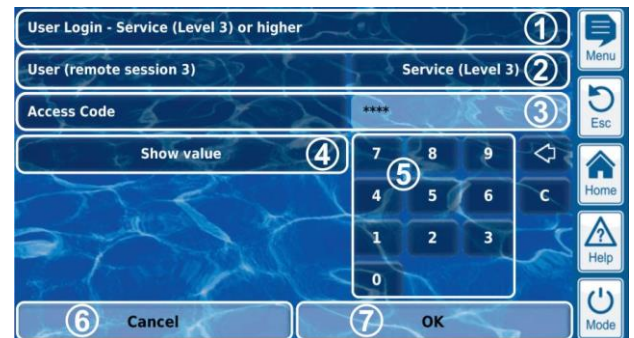 User Login - Service (Level 3) or higher 1
Menu
User (remote session 3) Service (Level 3) 2
Access Code **** 3
Esc
Show value 4
7 8 9
5
Home
4 5 6 C
1 2 3
?
Help
0
6 Cancel 7 OK
Mode